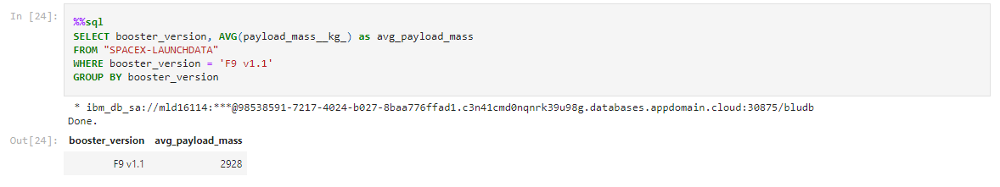 In [24]:
%%sql
SELECT booster_version, AVG(payload_mass__kg_) as avg_payload_mass
FROM "SPACEX-LAUNCHDATA"
WHERE booster_version = 'F9 v1.1'
GROUP BY booster_version
* ibm_db_sa://mld16114:***@98538591-7217-4024-b027-8baa776ffad1.c3n41cmd0nqnrk39u98g.databases.appdomain.cloud:30875/bludb
Done.
Out[24]:
booster_version avg_payload_mass
F9 v1.1 2928